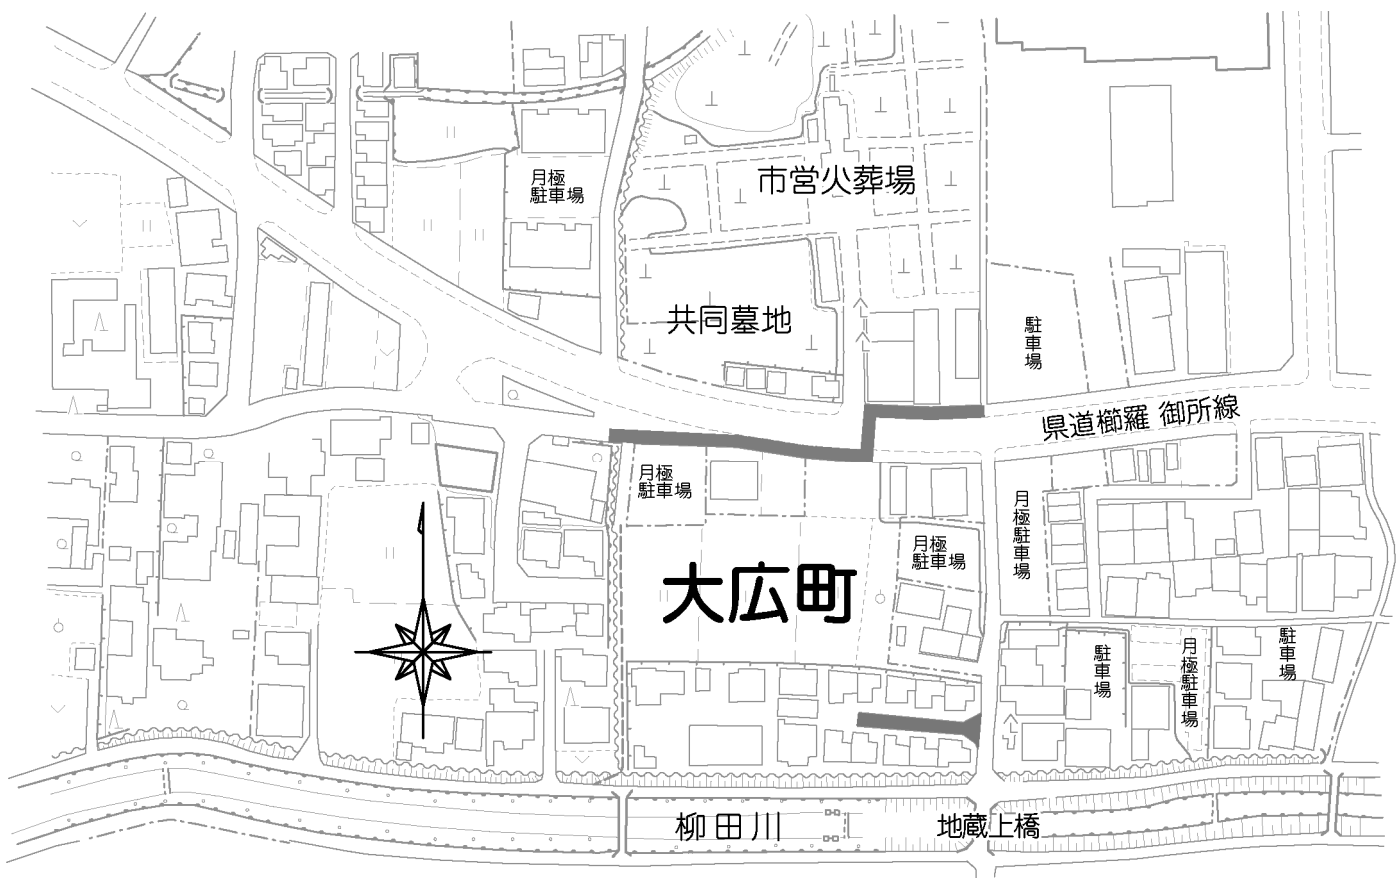 月極
駐車場
市営火葬場
共同墓地
駐車場
県道櫛羅 御所線
月極
駐車場
月極駐車場
月極
駐車場
大広町
駐車場
月極駐車場
駐車場
柳田川
地蔵上橋